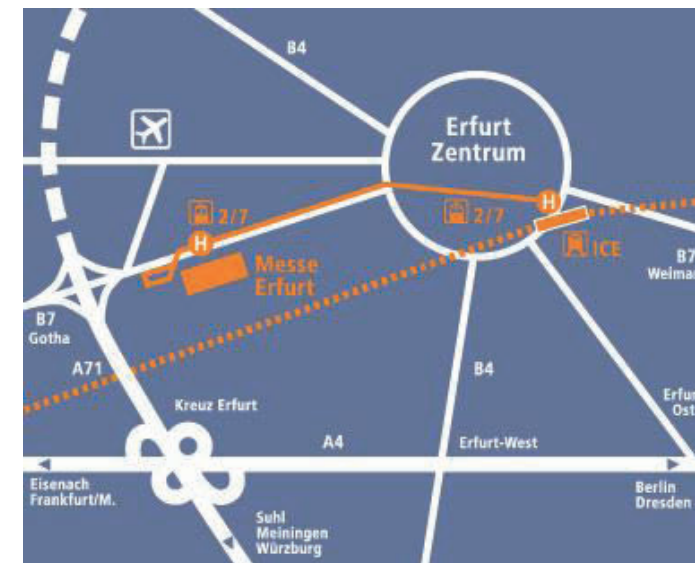 B4
Erfurt
Zentrum
2/7
H
H
2/7
ICE
Messe
Erfurt
B7
B7
Gotha
A71
B4
Kreuz Erfurt
A4
Erfurt-West
Eisenach
Frankfurt/M.
Berlin
Dresden
Suhl
Meiningen
Würzburg